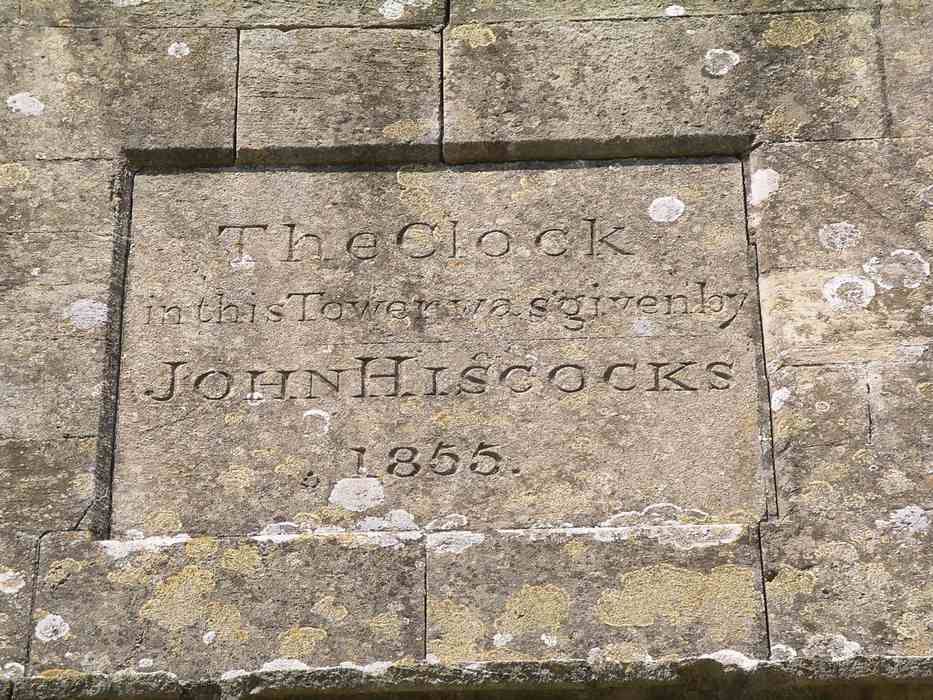 The Clock
in this Tower was given by
JOHN HISCOCKS
1855.